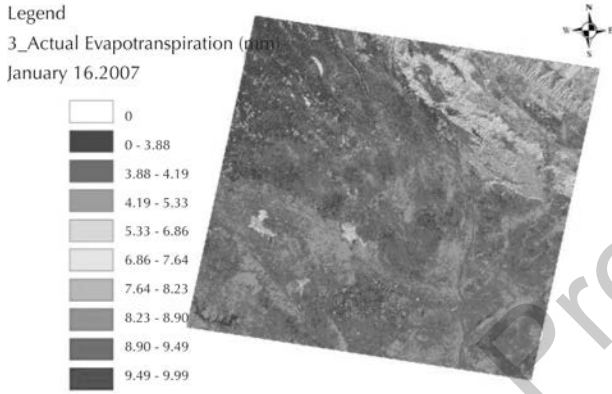 Legend
3_Actual Evapotranspiration (mm)
January 16.2007
0
0 - 3.88
3.88 - 4.19
4.19 - 5.33
5.33 - 6.86
6.86 - 7.64
7.64 - 8.23
8.23 - 8.90
8.90 - 9.49
9.49 - 9.99
N
W E
S
Pre